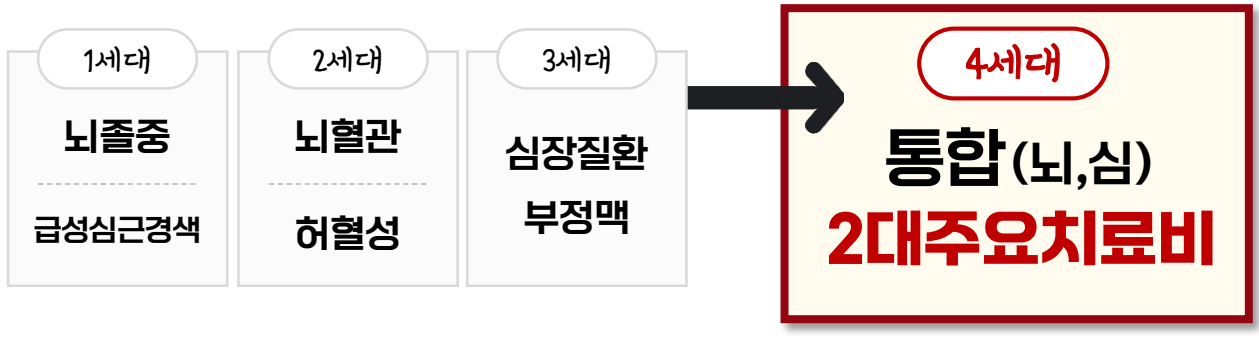 1세대
뇌졸중
급성심근경색
2세대
뇌혈관
허혈성
3세대
심장질환
부정맥
4세대
통합(뇌,심)
2대주요치료비